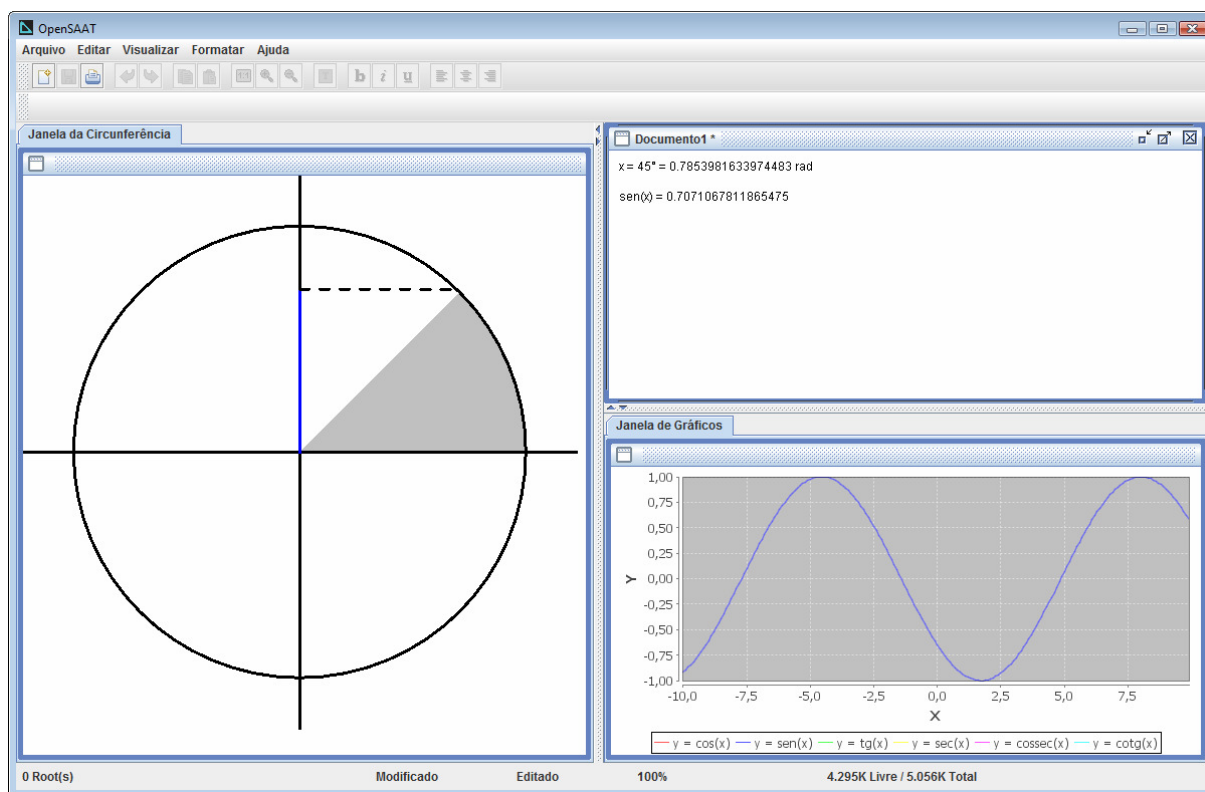 OpenSAAT
Arquivo Editar Visualizar Formatar Ajuda
1:1 T b i u
Janela da Circunferência
Documento1 *
x = 45° = 0.7853981633974483 rad
sen(x) = 0.7071067811865475
Janela de Gráficos
1,00
0,75
0,50
0,25
0,00
-0,25
-0,50
-0,75
-1,00
Y
-10,0 -7,5 -5,0 -2,5 0,0 2,5 5,0 7,5
X
y = cos(x) y = sen(x) y = tg(x) y = sec(x) y = cossec(x) y = cotg(x)
0 Root(s) Modificado Editado 100% 4.295K Livre / 5.056K Total